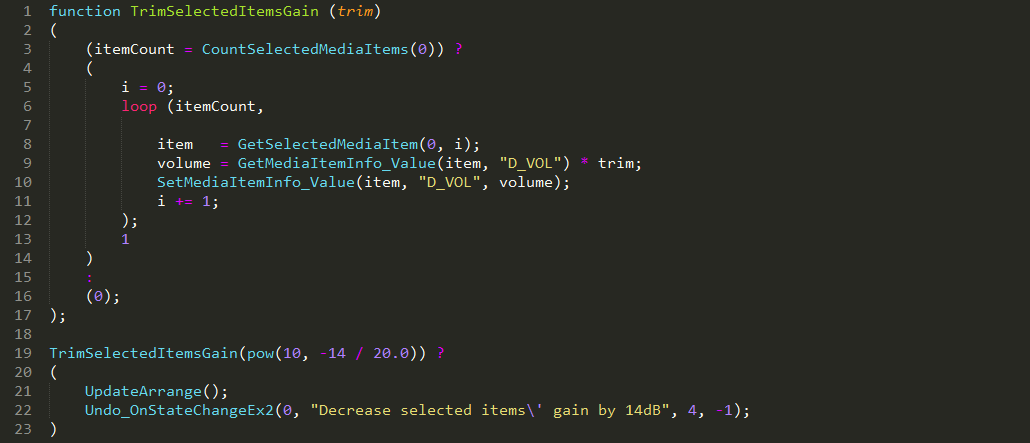 1 function TrimSelectedItemsGain (trim)
2 (
3     (itemCount = CountSelectedMediaItems(0)) ?
4     (
5         i = 0;
6         loop (itemCount,
7
8             item   = GetSelectedMediaItem(0, i);
9             volume = GetMediaItemInfo_Value(item, "D_VOL") * trim;
10             SetMediaItemInfo_Value(item, "D_VOL", volume);
11             i += 1;
12         );
13         1
14     )
15     :
16     (0);
17 );
18
19 TrimSelectedItemsGain(pow(10, -14 / 20.0)) ?
20 (
21     UpdateArrange();
22     Undo_OnStateChangeEx2(0, "Decrease selected items\' gain by 14dB", 4, -1);
23 )